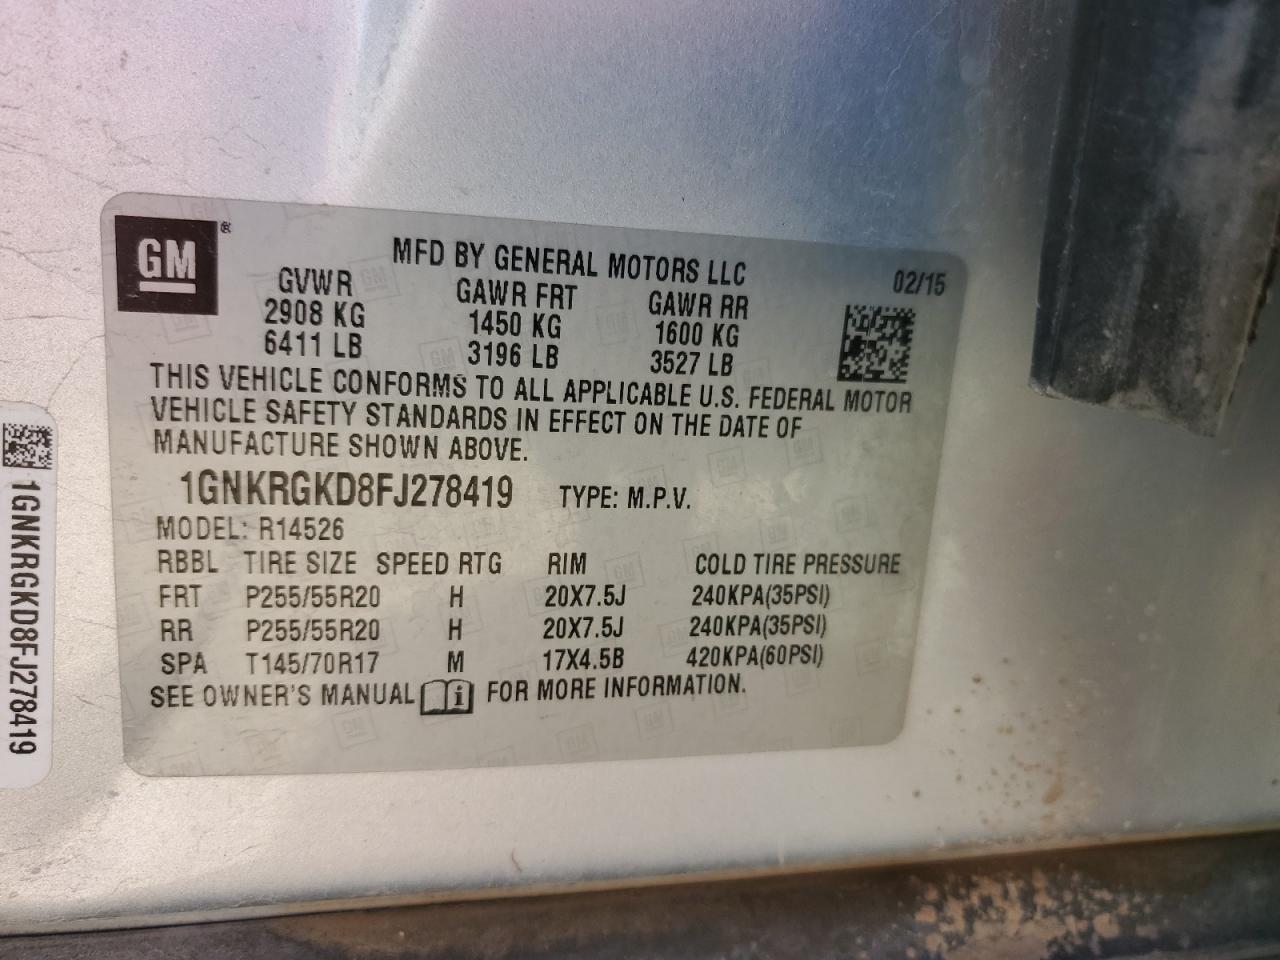 GM ®
MFD BY GENERAL MOTORS LLC
02/15
GVWR GAWR FRT GAWR RR
2908 KG 1450 KG 1600 KG
6411 LB 3196 LB 3527 LB
THIS VEHICLE CONFORMS TO ALL APPLICABLE U.S. FEDERAL MOTOR
VEHICLE SAFETY STANDARDS IN EFFECT ON THE DATE OF
MANUFACTURE SHOWN ABOVE.
1GNKRGKD8FJ278419 TYPE: M.P.V.
MODEL: R14526
RBBL TIRE SIZE SPEED RTG RIM COLD TIRE PRESSURE
FRT P255/55R20 H 20X7.5J 240KPA(35PSI)
RR P255/55R20 H 20X7.5J 240KPA(35PSI)
SPA T145/70R17 M 17X4.5B 420KPA(60PSI)
SEE OWNER'S MANUAL i FOR MORE INFORMATION.
1GNKRGKD8FJ278419